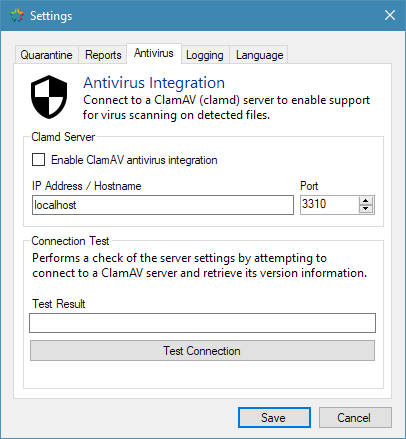 Settings
Quarantine Reports Antivirus Logging Language
Antivirus Integration
Connect to a ClamAV (clamd) server to enable support
for virus scanning on detected files.
Clamd Server
Enable ClamAV antivirus integration
IP Address / Hostname Port
localhost 3310
Connection Test
Performs a check of the server settings by attempting to
connect to a ClamAV server and retrieve its version information.
Test Result
Test Connection
Save Cancel